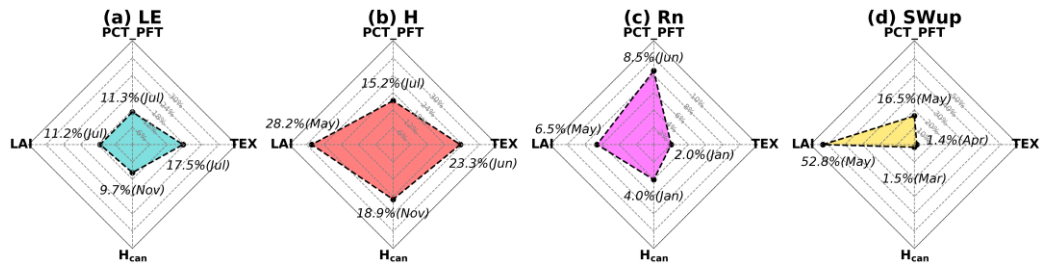 (a) LE
PCT_PFT
11.3%(Jul)
LAI
11.2%(Jul)
TEX
17.5%(Jul)
9.7%(Nov)
Hcan
(b) H
PCT_PFT
15.2%(Jul)
28.2%(May)
LAI
TEX
23.3%(Jun)
18.9%(Nov)
Hcan
(c) Rn
PCT_PFT
8.5%(Jun)
6.5%(May)
LAI
TEX
2.0%(Jan)
4.0%(Jan)
Hcan
(d) SWup
PCT_PFT
16.5%(May)
LAI
1.4%(Apr)
TEX
52.8%(May)
1.5%(Mar)
Hcan